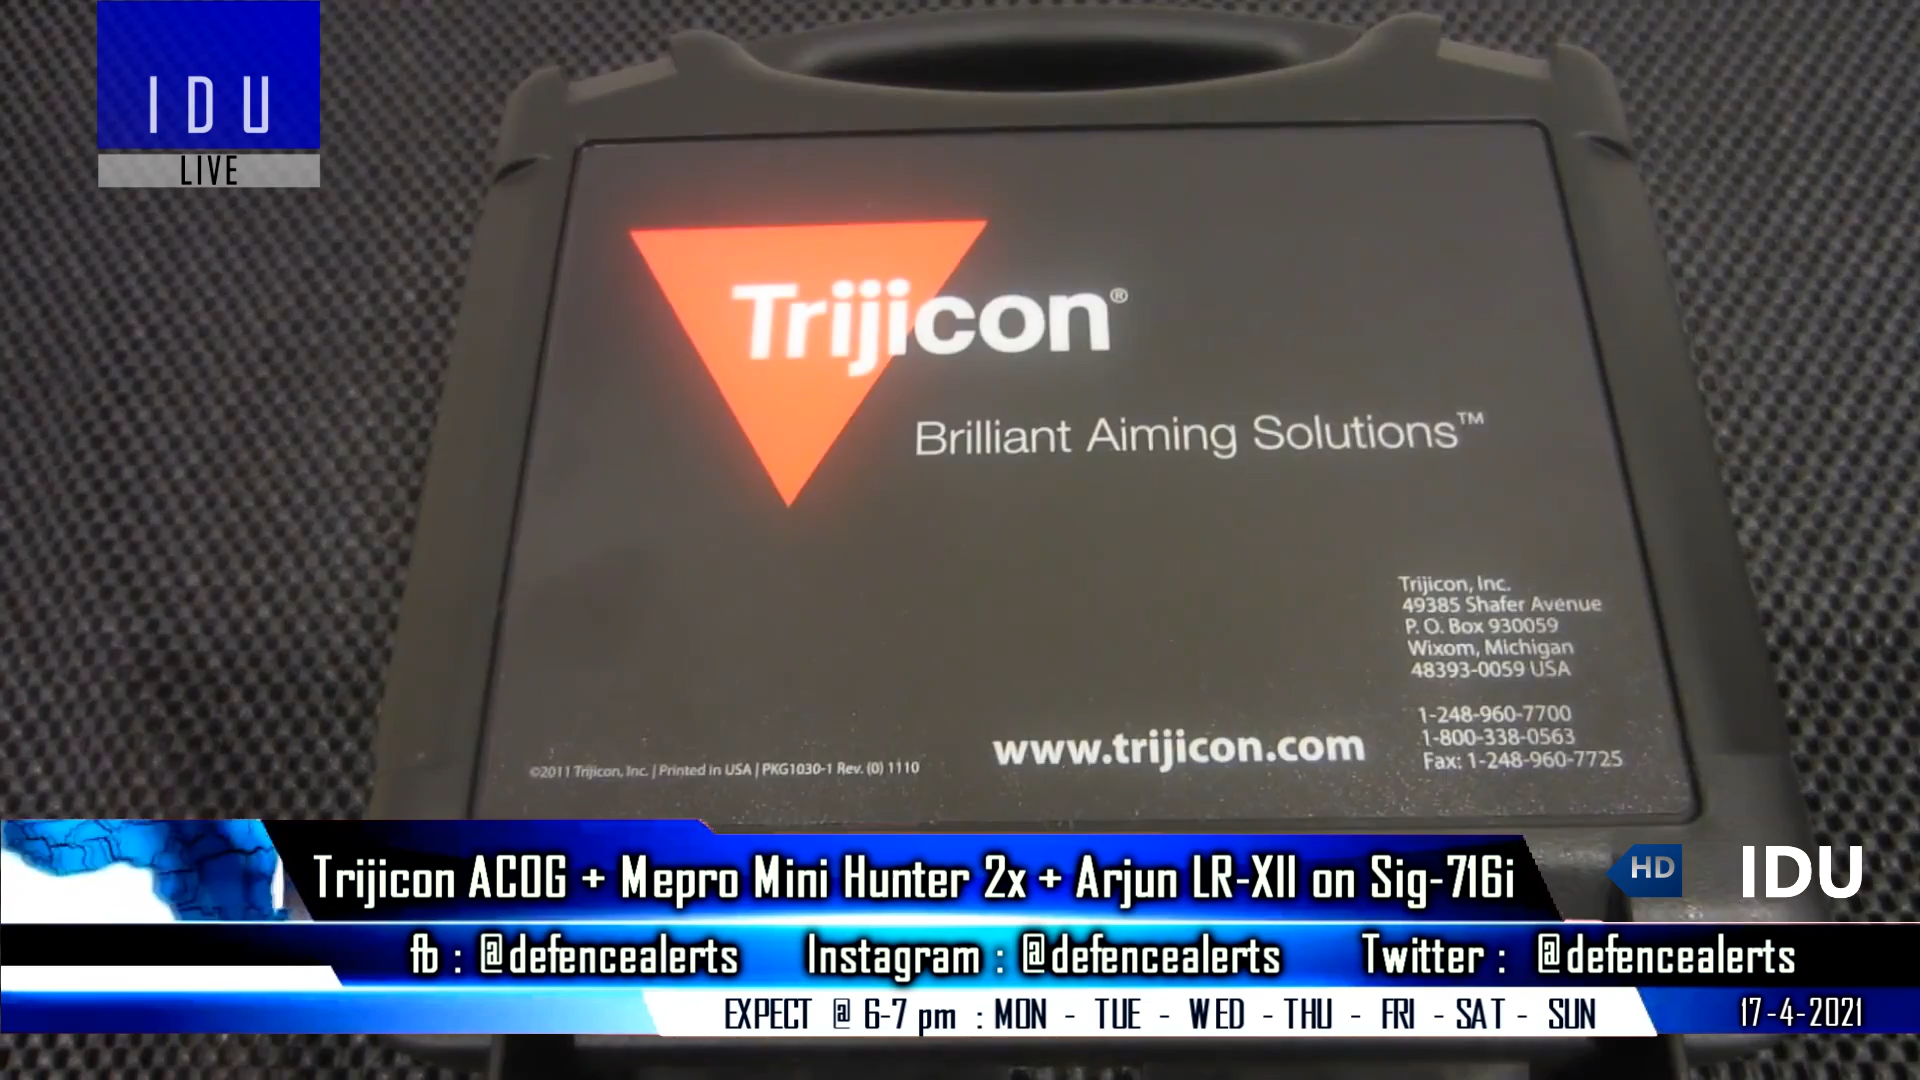 IDU
LIVE
Trijicon®
Brilliant Aiming Solutions™
Trijicon, Inc.
49385 Shafer Avenue
P. O. Box 930059
Wixom, Michigan
48393-0059 USA
1-248-960-7700
1-800-338-0563
Fax: 1-248-960-7725
www.trijicon.com
©2011 Trijicon, Inc. | Printed in USA | PKG1030-1 Rev. (0) 1110
Trijicon ACOG + Mepro Mini Hunter 2x + Arjun LR-XII on Sig-716i
HD IDU
fb : @defencealerts Instagram : @defencealerts Twitter : @defencealerts
EXPECT @ 6-7 pm : MON - TUE - WED - THU - FRI - SAT - SUN
17-4-2021